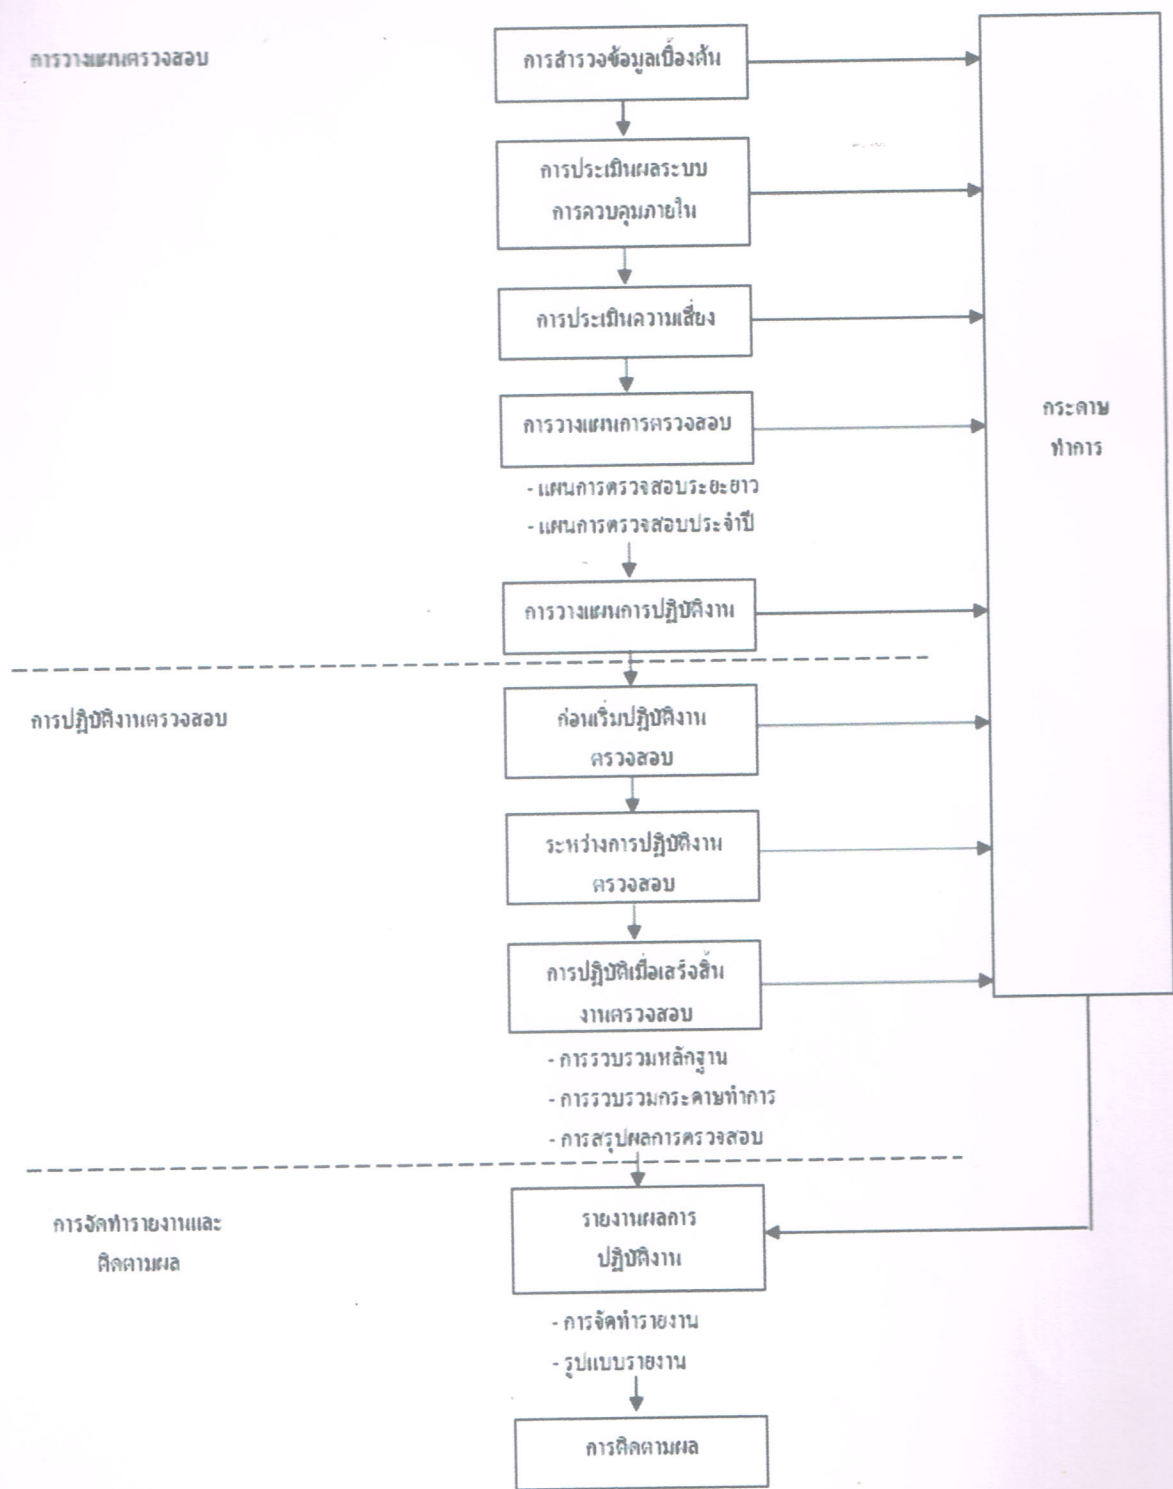 การวางแผนตรวจสอบ
การสำรวจข้อมูลเบื้องต้น
การประเมินผลระบบ
การควบคุมภายใน
การประเมินความเสี่ยง
การวางแผนการตรวจสอบ
- แผนการตรวจสอบระยะยาว
- แผนการตรวจสอบประจำปี
การวางแผนการปฏิบัติงาน
กระดาษ
ทำการ
การปฏิบัติงานตรวจสอบ
ก่อนเริ่มปฏิบัติงาน
ตรวจสอบ
ระหว่างการปฏิบัติงาน
ตรวจสอบ
การปฏิบัติเมื่อเสร็จสิ้น
งานตรวจสอบ
- การรวบรวมหลักฐาน
- การรวบรวมกระดาษทำการ
- การสรุปผลการตรวจสอบ
การจัดทำรายงานและ
ติดตามผล
รายงานผลการ
ปฏิบัติงาน
- การจัดทำรายงาน
- รูปแบบรายงาน
การติดตามผล